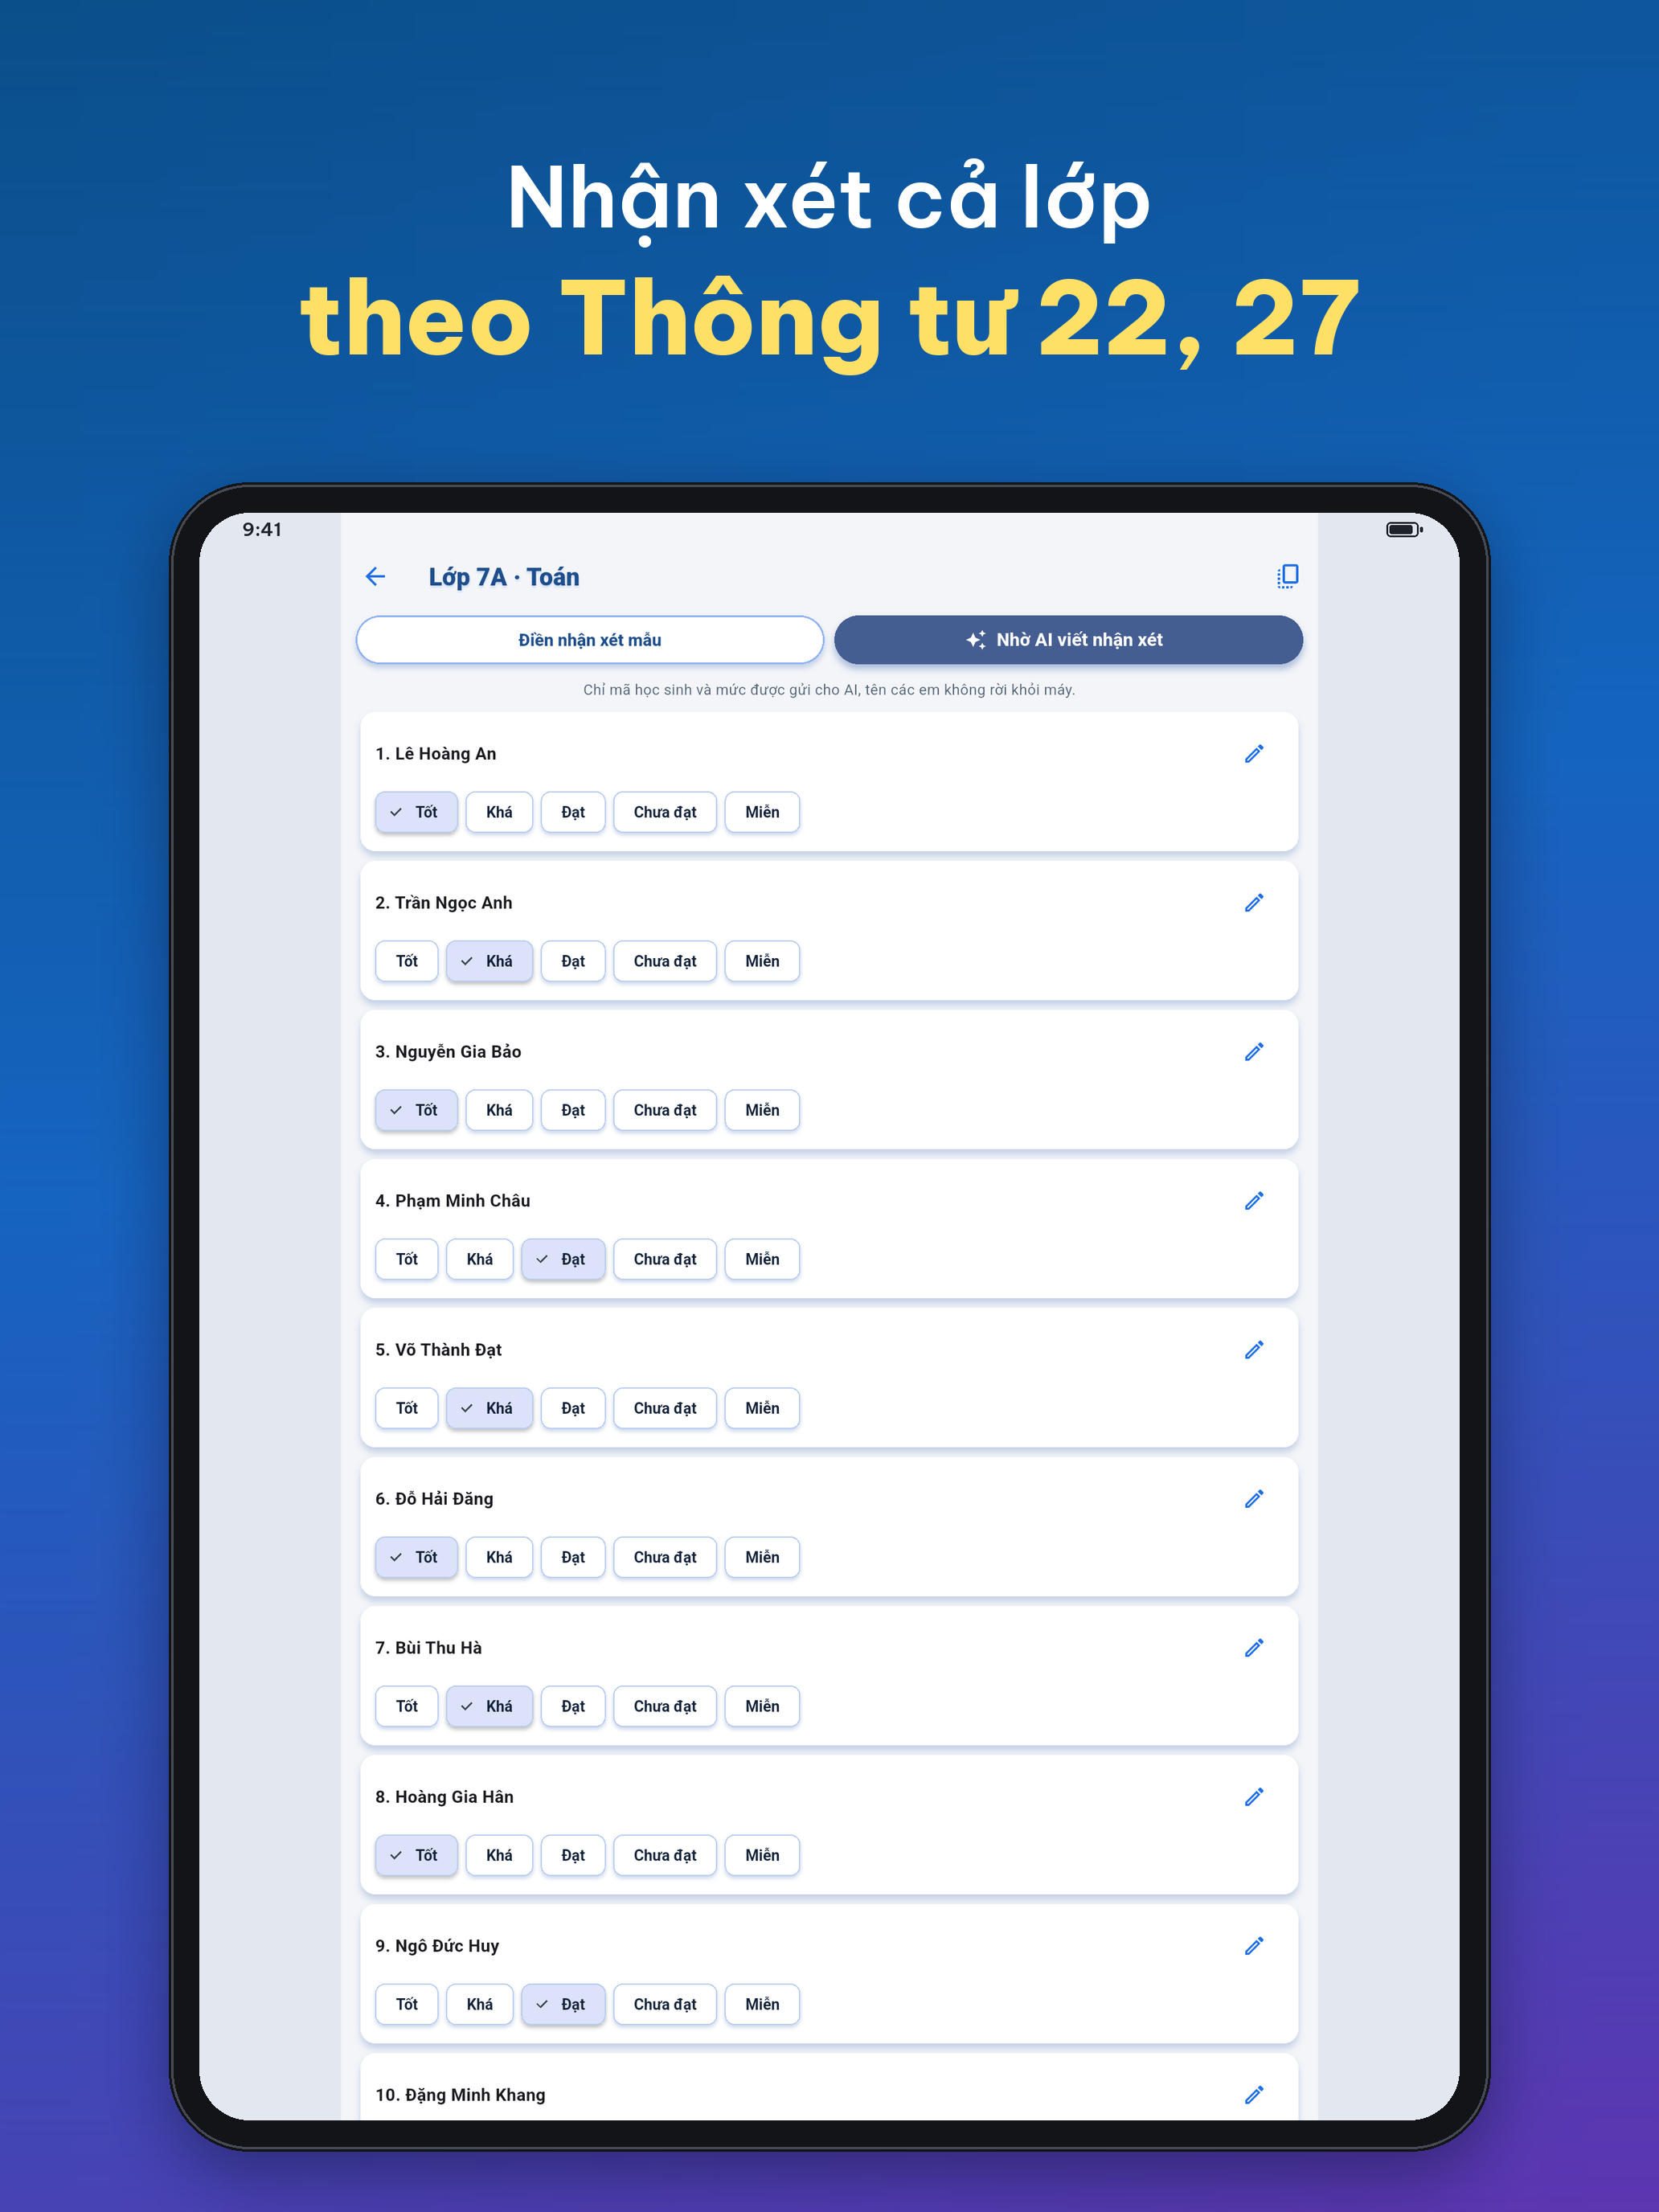 Nhận xét cả lớp
theo Thông tư 22, 27
9:41
Lớp 7A · Toán
Điền nhận xét mẫu
Nhờ AI viết nhận xét
Chỉ mã học sinh và mức được gửi cho AI, tên các em không rời khỏi máy.
1. Lê Hoàng An
Tốt Khá Đạt Chưa đạt Miễn
2. Trần Ngọc Anh
Tốt Khá Đạt Chưa đạt Miễn
3. Nguyễn Gia Bảo
Tốt Khá Đạt Chưa đạt Miễn
4. Phạm Minh Châu
Tốt Khá Đạt Chưa đạt Miễn
5. Võ Thành Đạt
Tốt Khá Đạt Chưa đạt Miễn
6. Đỗ Hải Đăng
Tốt Khá Đạt Chưa đạt Miễn
7. Bùi Thu Hà
Tốt Khá Đạt Chưa đạt Miễn
8. Hoàng Gia Hân
Tốt Khá Đạt Chưa đạt Miễn
9. Ngô Đức Huy
Tốt Khá Đạt Chưa đạt Miễn
10. Đặng Minh Khang